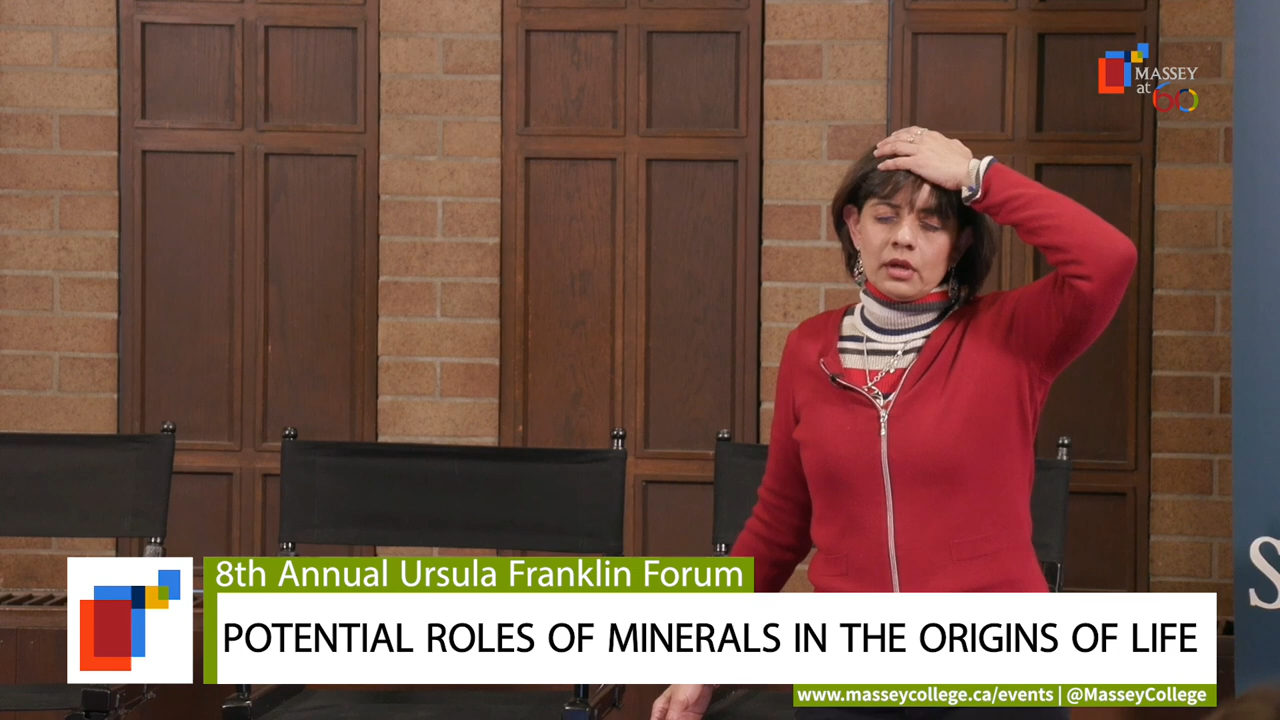 MASSEY
at 60
8th Annual Ursula Franklin Forum
POTENTIAL ROLES OF MINERALS IN THE ORIGINS OF LIFE
www.masseycollege.ca/events | @MasseyCollege
S